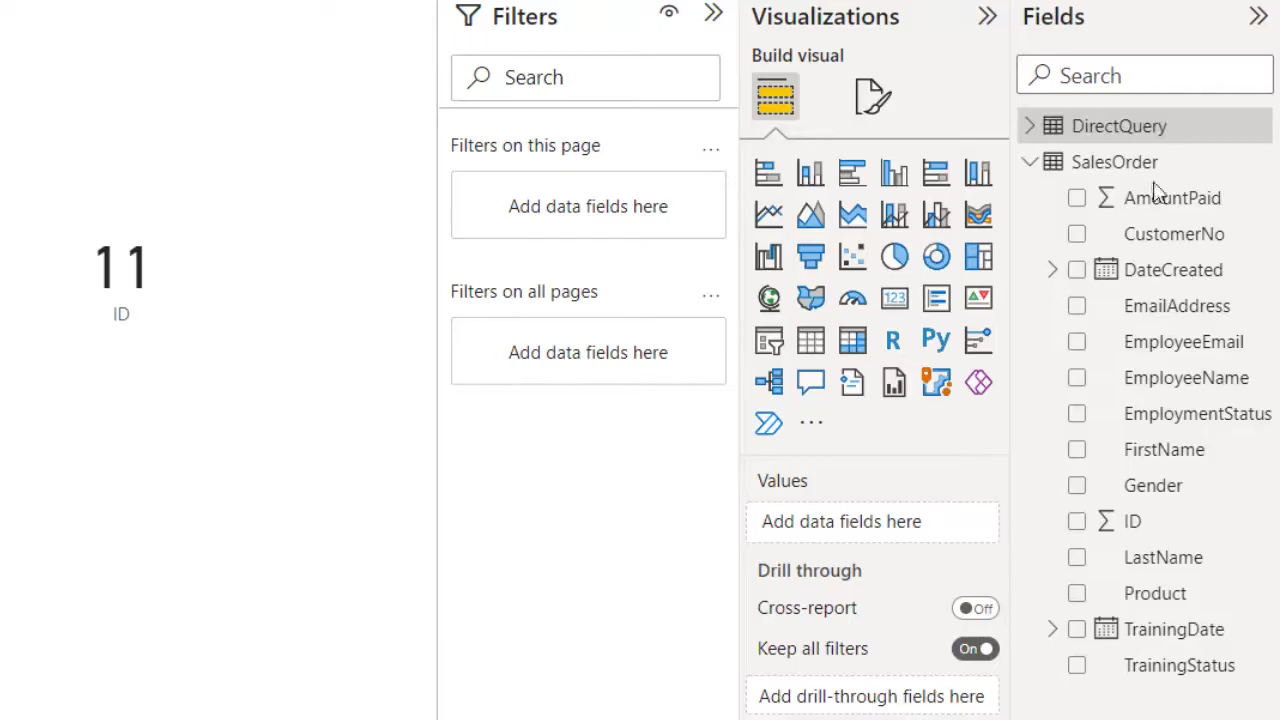 11
ID
Filters
Search
Filters on this page
...
Add data fields here
Filters on all pages
...
Add data fields here
Visualizations
Build visual
123
R
Py
...
Values
Add data fields here
Drill through
Cross-report
Off
Keep all filters
On
Add drill-through fields here
Fields
Search
DirectQuery
SalesOrder
AmountPaid
CustomerNo
DateCreated
EmailAddress
EmployeeEmail
EmployeeName
EmploymentStatus
FirstName
Gender
ID
LastName
Product
TrainingDate
TrainingStatus